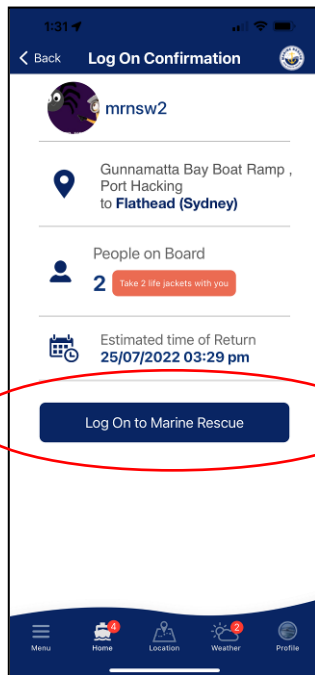 1:31
Back Log On Confirmation
mrnsw2
Gunnamatta Bay Boat Ramp ,
Port Hacking
to Flathead (Sydney)
People on Board
2 Take 2 life jackets with you
Estimated time of Return
25/07/2022 03:29 pm
Log On to Marine Rescue
4 2
Menu Home Location Weather Profile